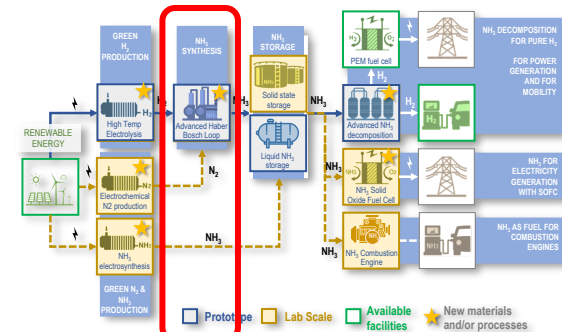 GREEN
H2
PRODUCTION
NH3
SYNTHESIS
NH3
STORAGE
PEM fuel cell
H2
O2
NH3 DECOMPOSITION
FOR PURE H2
FOR POWER
GENERATION
AND FOR
MOBILITY
Solid state
storage
H2
High Temp
Electrolysis
H2
H2
Advanced Haber
Bosch Loop
NH3
NH3
Liquid NH3
storage
Advanced NH3
decomposition
H2
H2
RENEWABLE
ENERGY
N2
Electrochemical
N2 production
N2
NH3
NH3
O2
NH3 Solid
Oxide Fuel Cell
NH3 FOR
ELECTRICITY
GENERATION
WITH SOFC
NH3
NH3
electrosynthesis
NH3
NH3
NH3 Combustion
Engine
NH3
NH3 AS FUEL FOR
COMBUSTION
ENGINES
GREEN N2 &
NH3
PRODUCTION
Prototype
Lab Scale
Available
facilities
New materials
and/or processes